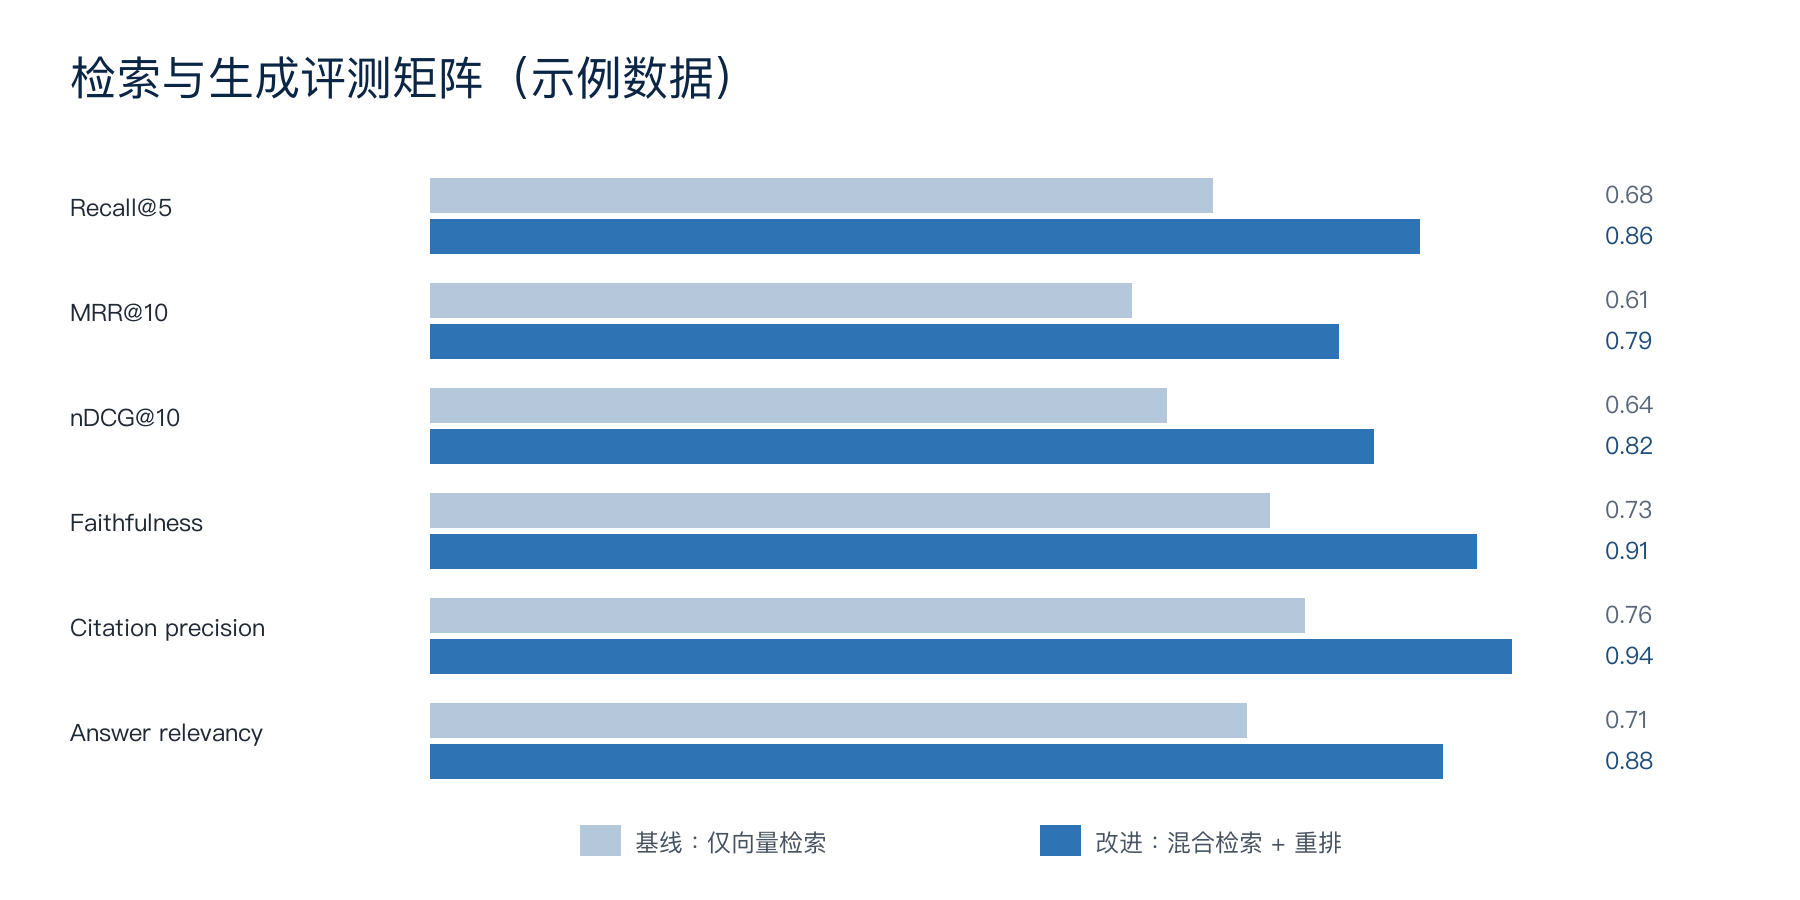 检索与生成评测矩阵（示例数据）
Recall@5
0.68
0.86
MRR@10
0.61
0.79
nDCG@10
0.64
0.82
Faithfulness
0.73
0.91
Citation precision
0.76
0.94
Answer relevancy
0.71
0.88
基线：仅向量检索
改进：混合检索 + 重排